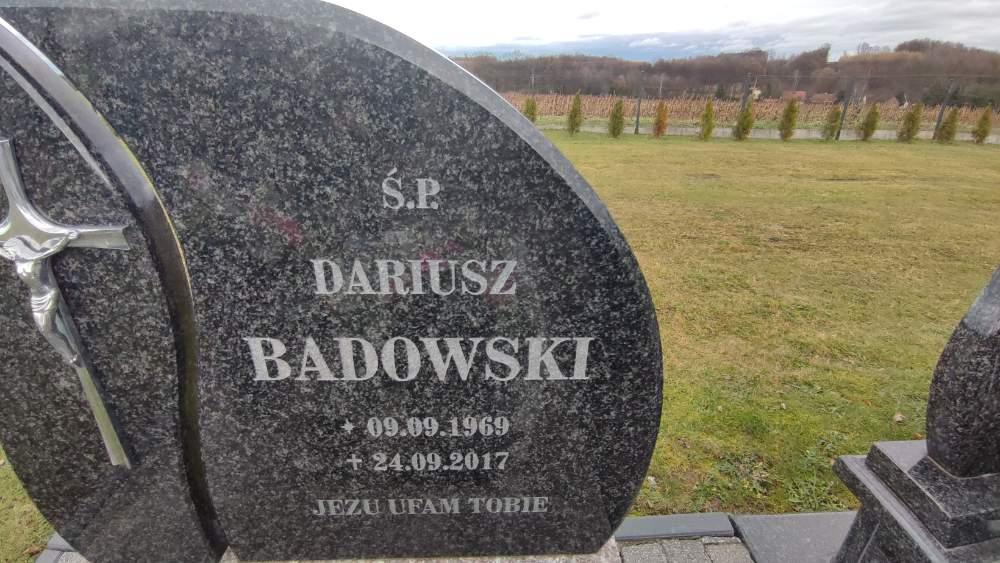 Ś.P.
DARIUSZ
BADOWSKI
* 09.09.1969
+ 24.09.2017
JEZU UFAM TOBIE